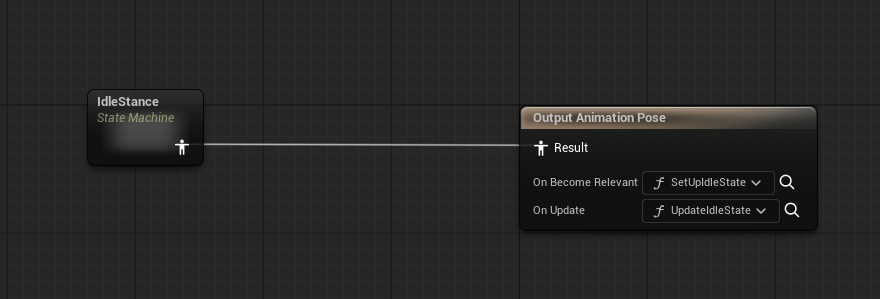 IdleStance
State Machine
Output Animation Pose
Result
On Become Relevant SetUpIdleState
On Update UpdateIdleState